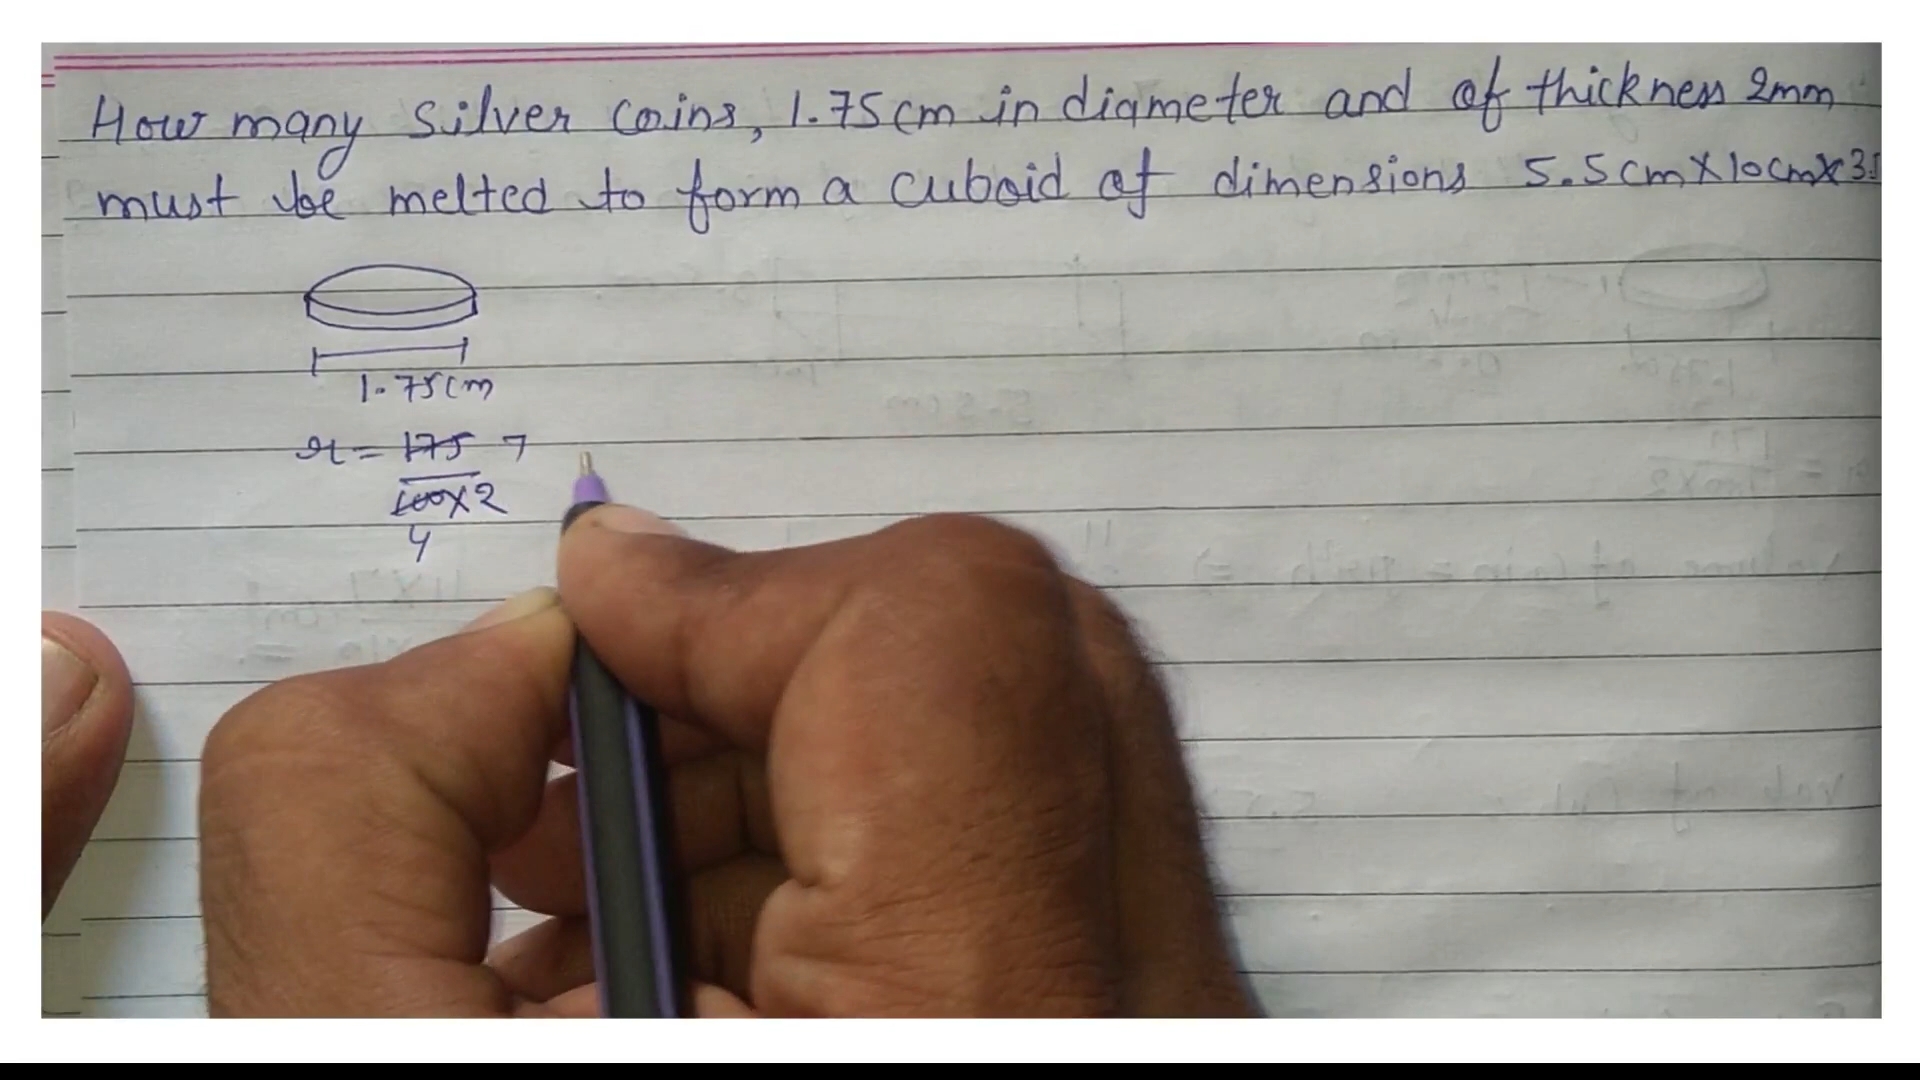 How many silver coins, 1.75cm in diameter and of thickness 2mm
must be melted to form a cuboid of dimensions 5.5cm×10cm×3.5
1.75cm
r = 175 7
100×2
4